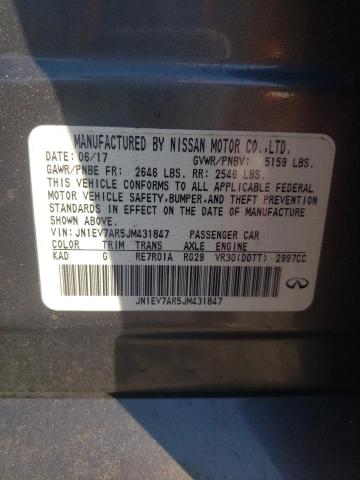 MANUFACTURED BY NISSAN MOTOR CO.,LTD.
DATE: 06/17 GVWR/PNBV: 5159 LBS.
GAWR/PNBE FR: 2646 LBS. RR: 2546 LBS.
THIS VEHICLE CONFORMS TO ALL APPLICABLE FEDERAL
MOTOR VEHICLE SAFETY,BUMPER,AND THEFT PREVENTION
STANDARDS IN EFFECT ON THE DATE OF MANUFACTURE
SHOWN ABOVE.
VIN: JN1EV7AR5JM431847 PASSENGER CAR
COLOR TRIM TRANS AXLE ENGINE
KAD G RE7R01A RG29 VR30(DDTT) 2997CC
JN1EV7AR5JM431847